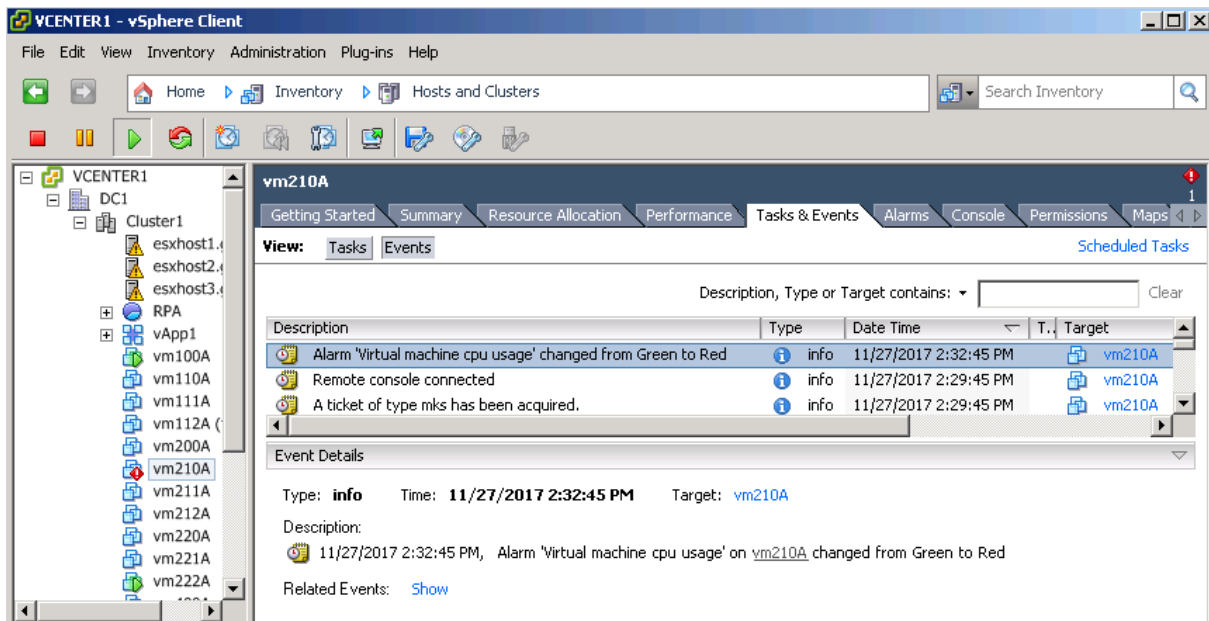 VCENTER1 - vSphere Client
File Edit View Inventory Administration Plug-ins Help
Home Inventory Hosts and Clusters Search Inventory
VCENTER1
DC1
Cluster1
esxhost1.
esxhost2.
esxhost3.
RPA
vApp1
vm100A
vm110A
vm111A
vm112A (
vm200A
vm210A
vm211A
vm212A
vm220A
vm221A
vm222A
vm210A
1
Getting Started Summary Resource Allocation Performance Tasks & Events Alarms Console Permissions Maps
View: Tasks Events Scheduled Tasks
Description, Type or Target contains: Clear
Description Type Date Time T.. Target
Alarm 'Virtual machine cpu usage' changed from Green to Red info 11/27/2017 2:32:45 PM vm210A
Remote console connected info 11/27/2017 2:29:45 PM vm210A
A ticket of type mks has been acquired. info 11/27/2017 2:29:45 PM vm210A
Event Details
Type: info Time: 11/27/2017 2:32:45 PM Target: vm210A
Description:
11/27/2017 2:32:45 PM, Alarm 'Virtual machine cpu usage' on vm210A changed from Green to Red
Related Events: Show